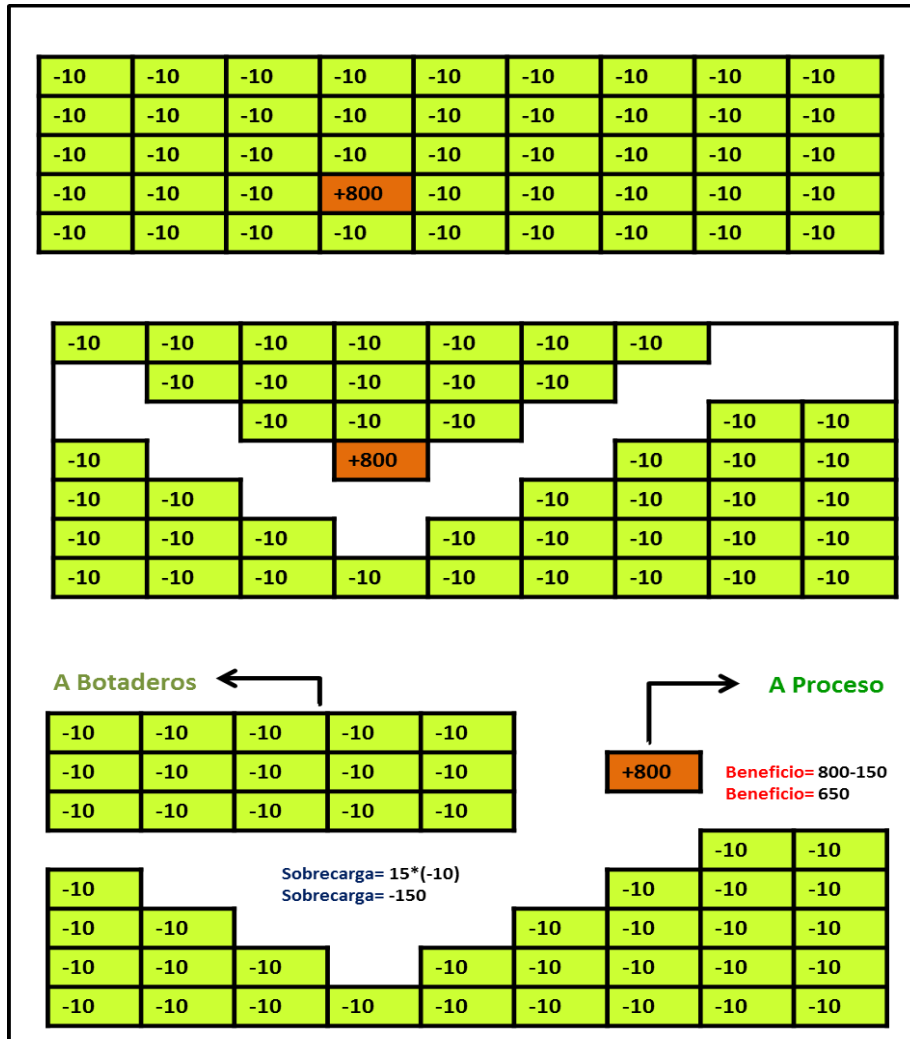 -10 -10 -10 -10 -10 -10 -10 -10 -10
-10 -10 -10 -10 -10 -10 -10 -10 -10
-10 -10 -10 -10 -10 -10 -10 -10 -10
-10 -10 -10 +800 -10 -10 -10 -10 -10
-10 -10 -10 -10 -10 -10 -10 -10 -10
-10 -10 -10 -10 -10 -10 -10
-10 -10 -10 -10 -10
-10 -10 -10 -10 -10
-10 +800 -10 -10 -10
-10 -10 -10 -10 -10 -10
-10 -10 -10 -10 -10 -10 -10 -10
-10 -10 -10 -10 -10 -10 -10 -10 -10
A Botaderos
A Proceso
-10 -10 -10 -10 -10
-10 -10 -10 -10 -10
-10 -10 -10 -10 -10
+800
Beneficio= 800-150
Beneficio= 650
Sobrecarga= 15*(-10)
Sobrecarga= -150
-10 -10
-10 -10 -10 -10
-10 -10 -10 -10 -10 -10
-10 -10 -10 -10 -10 -10 -10 -10
-10 -10 -10 -10 -10 -10 -10 -10 -10